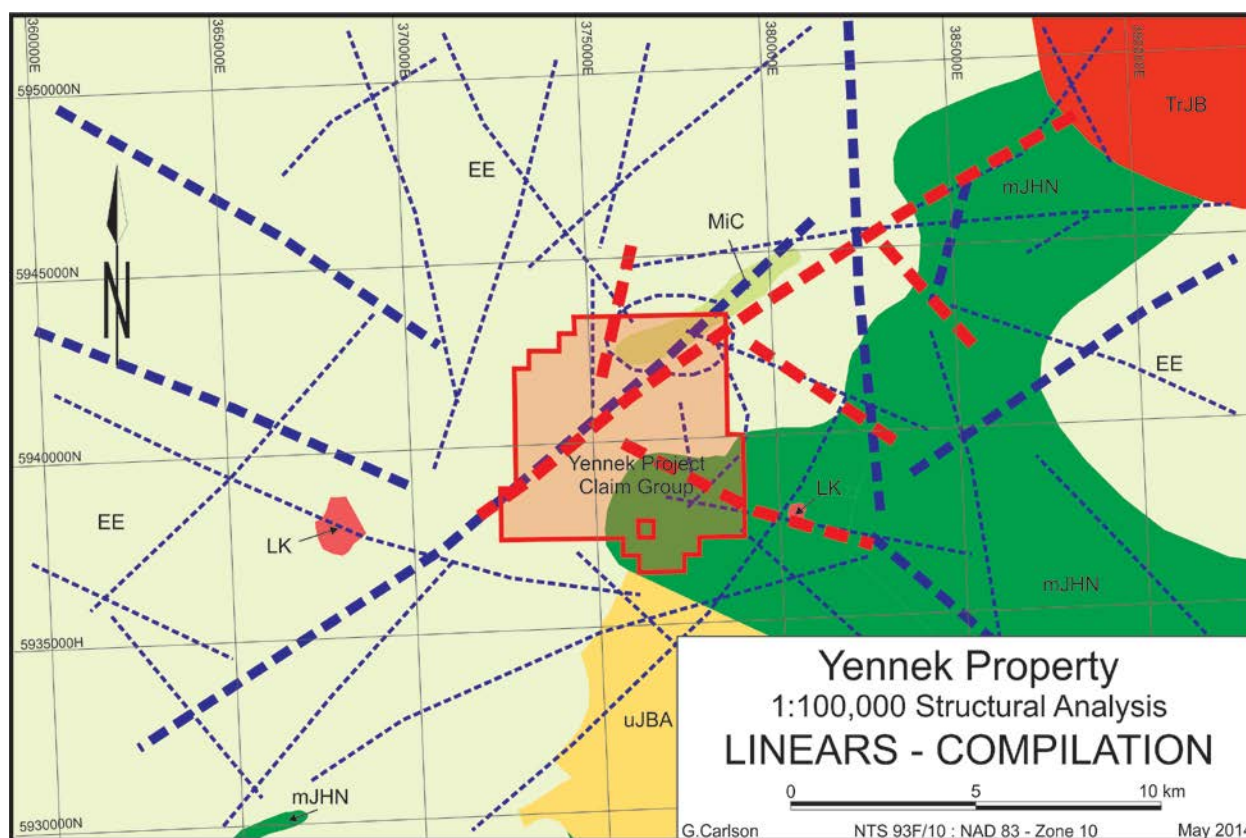 360000E
365000E
370000E
375000E
380000E
385000E
5950000N
TrJB
EE
mJHN
MiC
5945000N
N
EE
5940000N
Yennek Project
Claim Group
LK
EE
LK
mJHN
5935000H
Yennek Property
1:100,000 Structural Analysis
LINEARS - COMPILATION
uJBA
mJHN
0 5 10 km
5930000N
G.Carlson NTS 93F/10 : NAD 83 - Zone 10 May 201